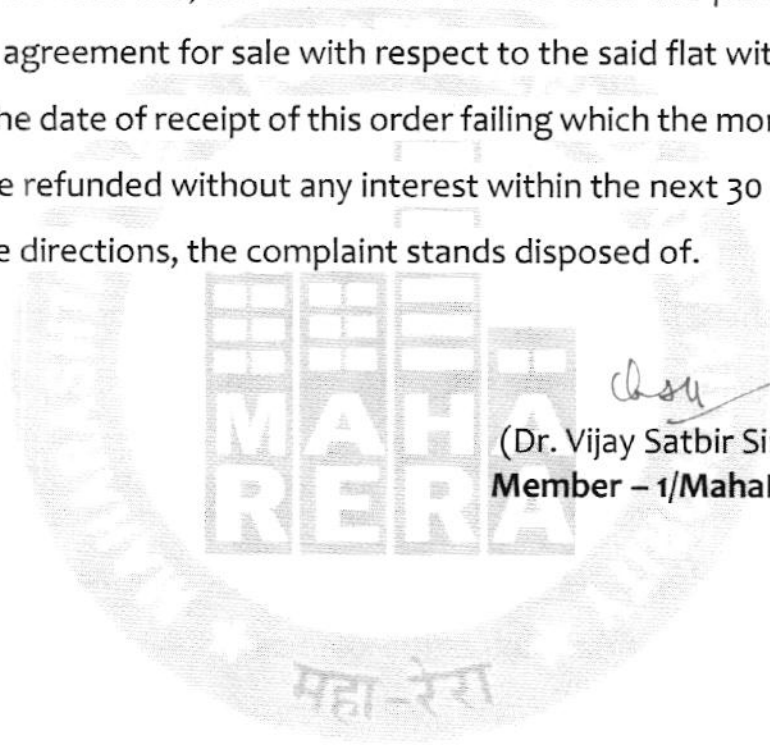 agreement for sale with respect to the said flat
he date of receipt of this order failing which the
e refunded without any interest within the next 30
e directions, the complaint stands disposed of.
MAHA
RERA
(Dr. Vijay Satbir Si
Member – 1/Maha
महा-रेरा